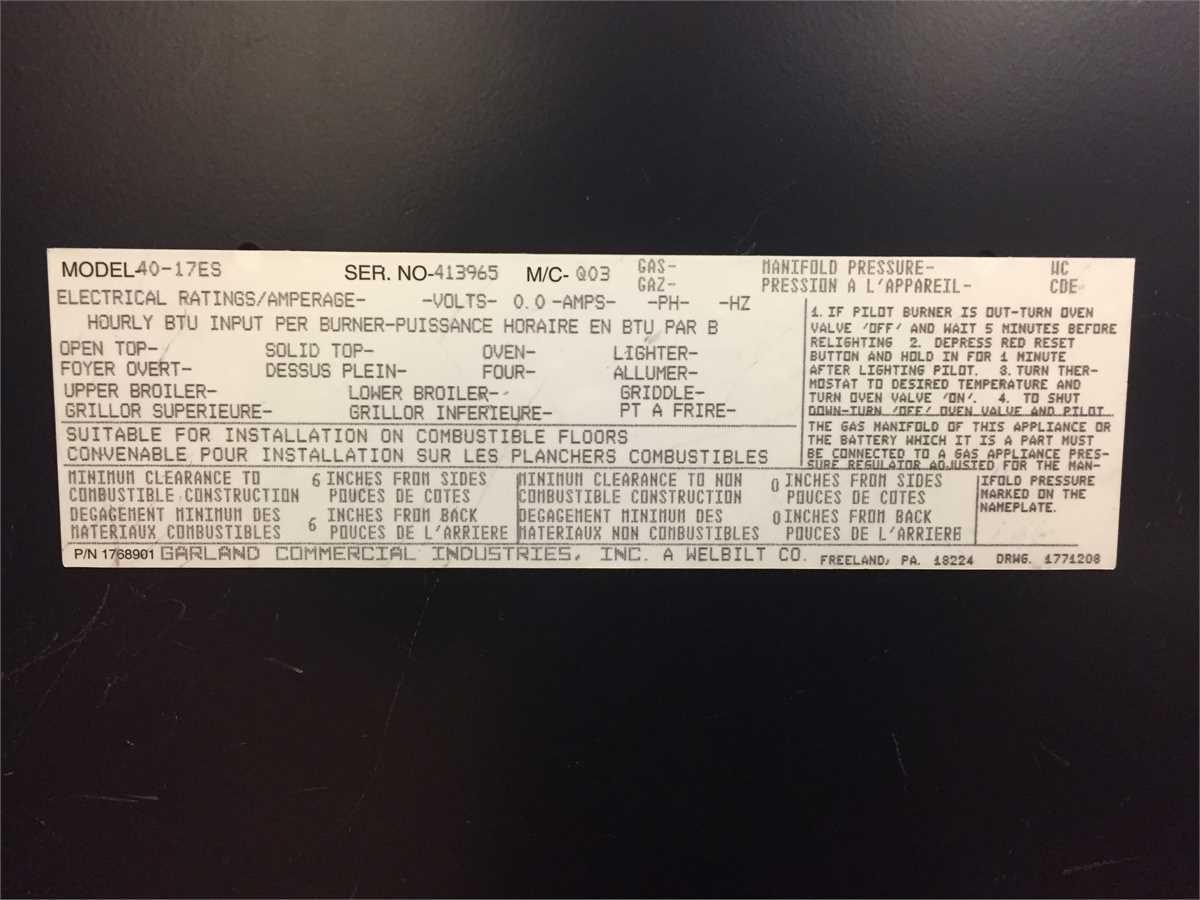 MODEL-40-17ES SER. NO-413965 M/C- Q03 GAS- MANIFOLD PRESSURE- WC
GAZ- PRESSION A L'APPAREIL- CDE
ELECTRICAL RATINGS/AMPERAGE- -VOLTS- 0.0 -AMPS- -PH- -HZ
HOURLY BTU INPUT PER BURNER-PUISSANCE HORAIRE EN BTU PAR B
OPEN TOP- SOLID TOP- OVEN- LIGHTER-
FOYER OVERT- DESSUS PLEIN- FOUR- ALLUMER-
UPPER BROILER- LOWER BROILER- GRIDDLE-
GRILLOR SUPERIEURE- GRILLOR INFERIEURE- PT A FRIRE-
1. IF PILOT BURNER IS OUT-TURN OVEN
VALVE 'OFF' AND WAIT 5 MINUTES BEFORE
RELIGHTING 2. DEPRESS RED RESET
BUTTON AND HOLD IN FOR 1 MINUTE
AFTER LIGHTING PILOT. 3. TURN THER-
MOSTAT TO DESIRED TEMPERATURE AND
TURN OVEN VALVE 'ON'. 4. TO SHUT
DOWN-TURN 'OFF' OVEN VALVE AND PILOT
SUITABLE FOR INSTALLATION ON COMBUSTIBLE FLOORS
CONVENABLE POUR INSTALLATION SUR LES PLANCHERS COMBUSTIBLES
THE GAS MANIFOLD OF THIS APPLIANCE OR
THE BATTERY WHICH IT IS A PART MUST
BE CONNECTED TO A GAS APPLIANCE PRES-
SURE REGULATOR ADJUSTED FOR THE MAN-
IFOLD PRESSURE
MARKED ON THE
NAMEPLATE.
MINIMUM CLEARANCE TO 6 INCHES FROM SIDES
COMBUSTIBLE CONSTRUCTION POUCES DE COTES
DEGAGEMENT MINIMUM DES 6 INCHES FROM BACK
MATERIAUX COMBUSTIBLES POUCES DE L'ARRIERE
MINIMUM CLEARANCE TO NON 0 INCHES FROM SIDES
COMBUSTIBLE CONSTRUCTION POUCES DE COTES
DEGAGEMENT MINIMUM DES 0 INCHES FROM BACK
MATERIAUX NON COMBUSTIBLES POUCES DE L'ARRIERE
P/N 1768901 GARLAND COMMERCIAL INDUSTRIES, INC. A WELBILT CO. FREELAND, PA. 18224 DRWG. 1771208